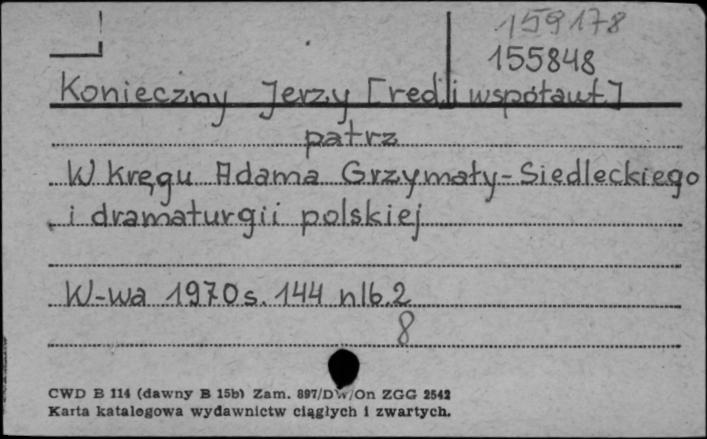 159178
155848
Konieczny Jerzy [red. i współaut.]
patrz
W kręgu Adama Grzymały-Siedleckiego
i dramaturgii polskiej
W-wa 1970 s. 144 nlb. 2
8
CWD B 114 (dawny B 15b) Zam. 897/DW/On ZGG 2542
Karta katalogowa wydawnictw ciągłych i zwartych.